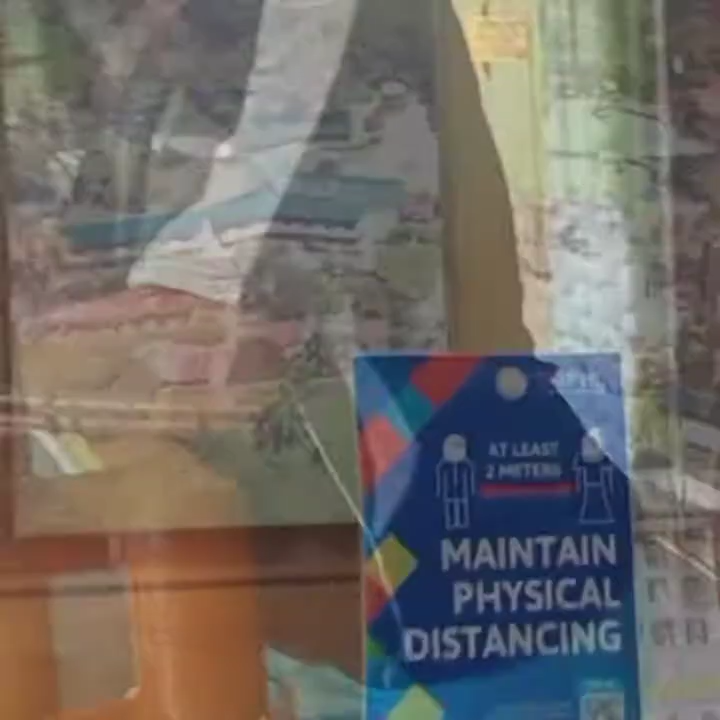 AT LEAST
2 METERS
MAINTAIN
PHYSICAL
DISTANCING